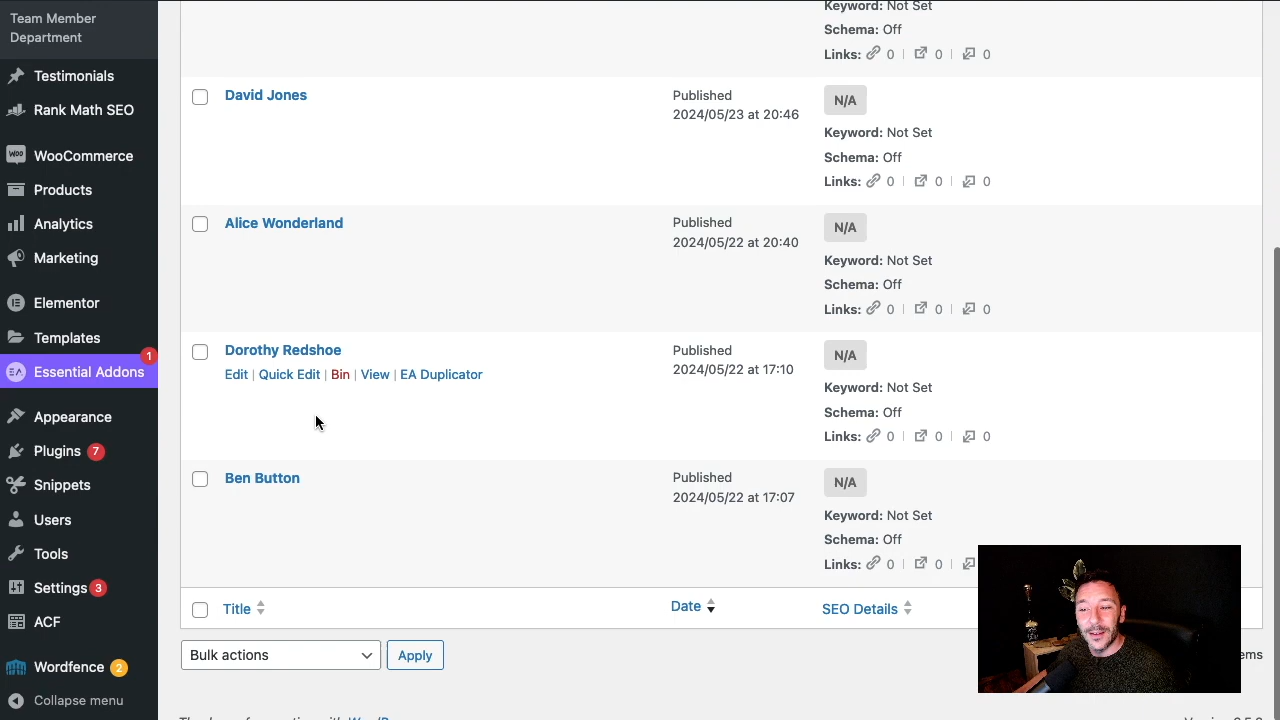 Team Member
Department
Testimonials
Rank Math SEO
WooCommerce
Products
Analytics
Marketing
Elementor
Templates
1
Essential Addons
Appearance
Plugins 7
Snippets
Users
Tools
Settings 3
ACF
Wordfence 2
Collapse menu
Keyword: Not Set
Schema: Off
Links: 0 | 0 | 0
David Jones
Published
2024/05/23 at 20:46
N/A
Keyword: Not Set
Schema: Off
Links: 0 | 0 | 0
Alice Wonderland
Published
2024/05/22 at 20:40
N/A
Keyword: Not Set
Schema: Off
Links: 0 | 0 | 0
Dorothy Redshoe
Edit | Quick Edit | Bin | View | EA Duplicator
Published
2024/05/22 at 17:10
N/A
Keyword: Not Set
Schema: Off
Links: 0 | 0 | 0
Ben Button
Published
2024/05/22 at 17:07
N/A
Keyword: Not Set
Schema: Off
Links: 0 | 0 |
Title
Date
SEO Details
Bulk actions
Apply
ems